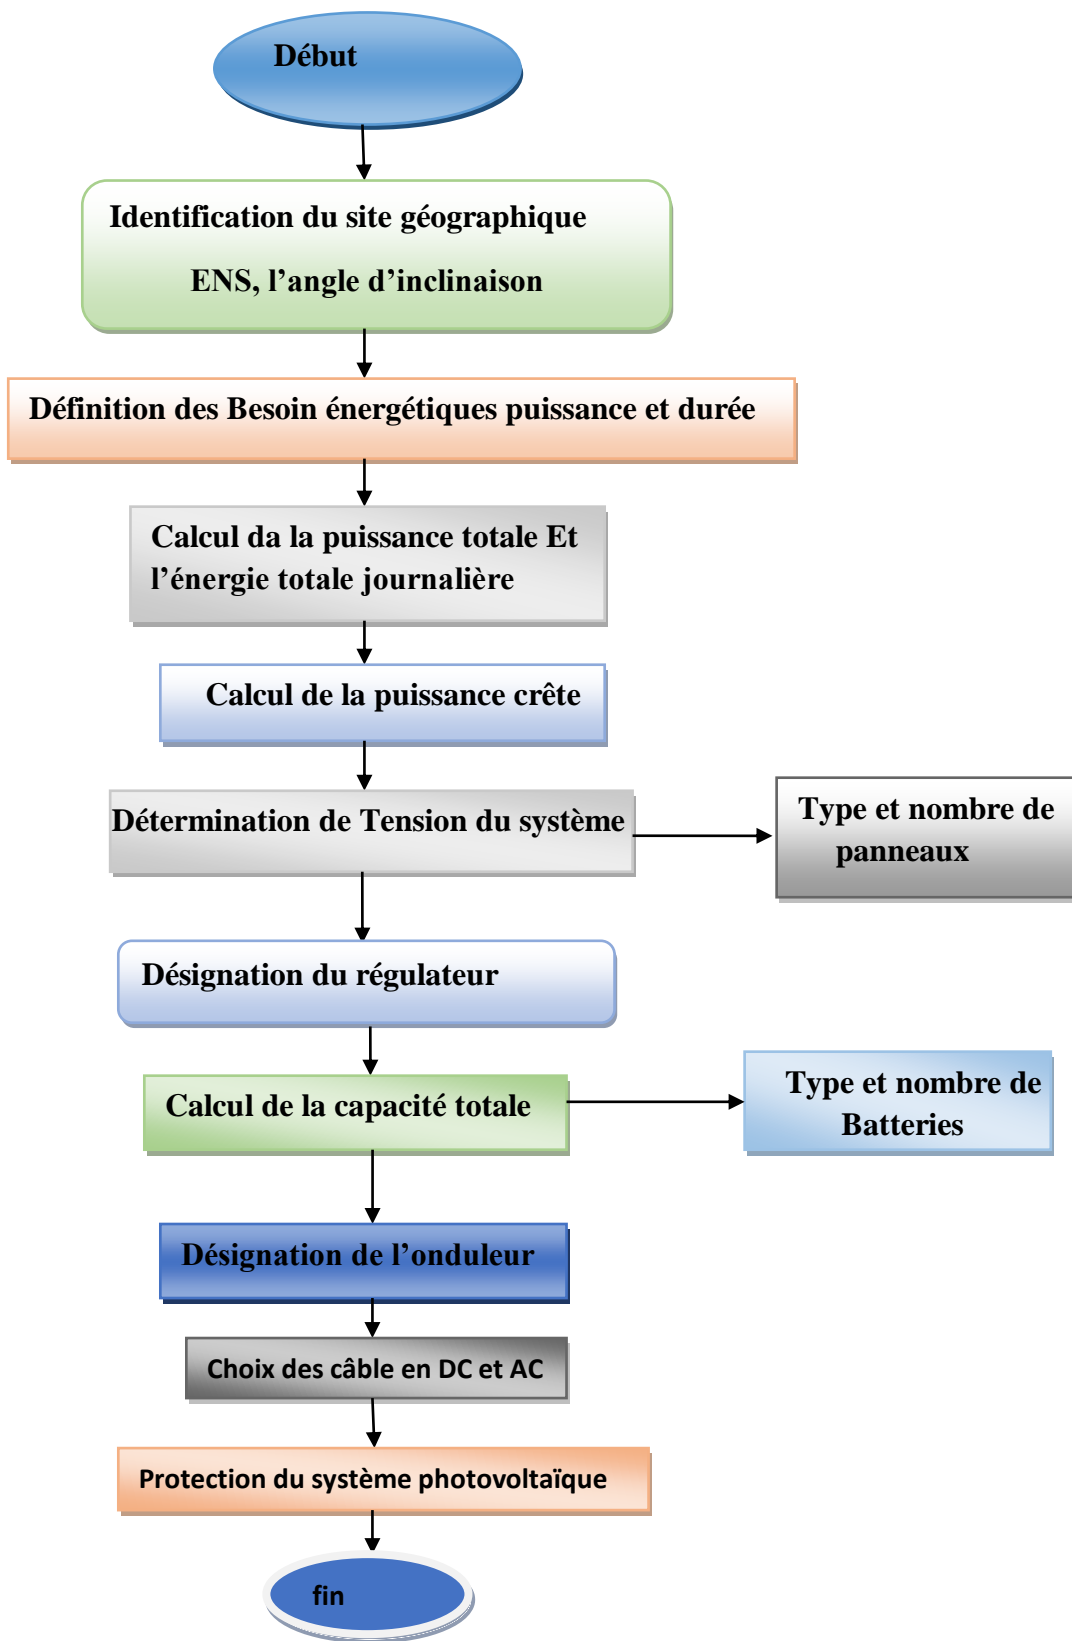 Début
Identification du site géographique
ENS, l’angle d’inclinaison
Définition des Besoin énergétiques puissance et durée
Calcul da la puissance totale Et
l’énergie totale journalière
Calcul de la puissance crête
Détermination de Tension du système
Type et nombre de
panneaux
Désignation du régulateur
Calcul de la capacité totale
Type et nombre de
Batteries
Désignation de l’onduleur
Choix des câble en DC et AC
Protection du système photovoltaïque
fin